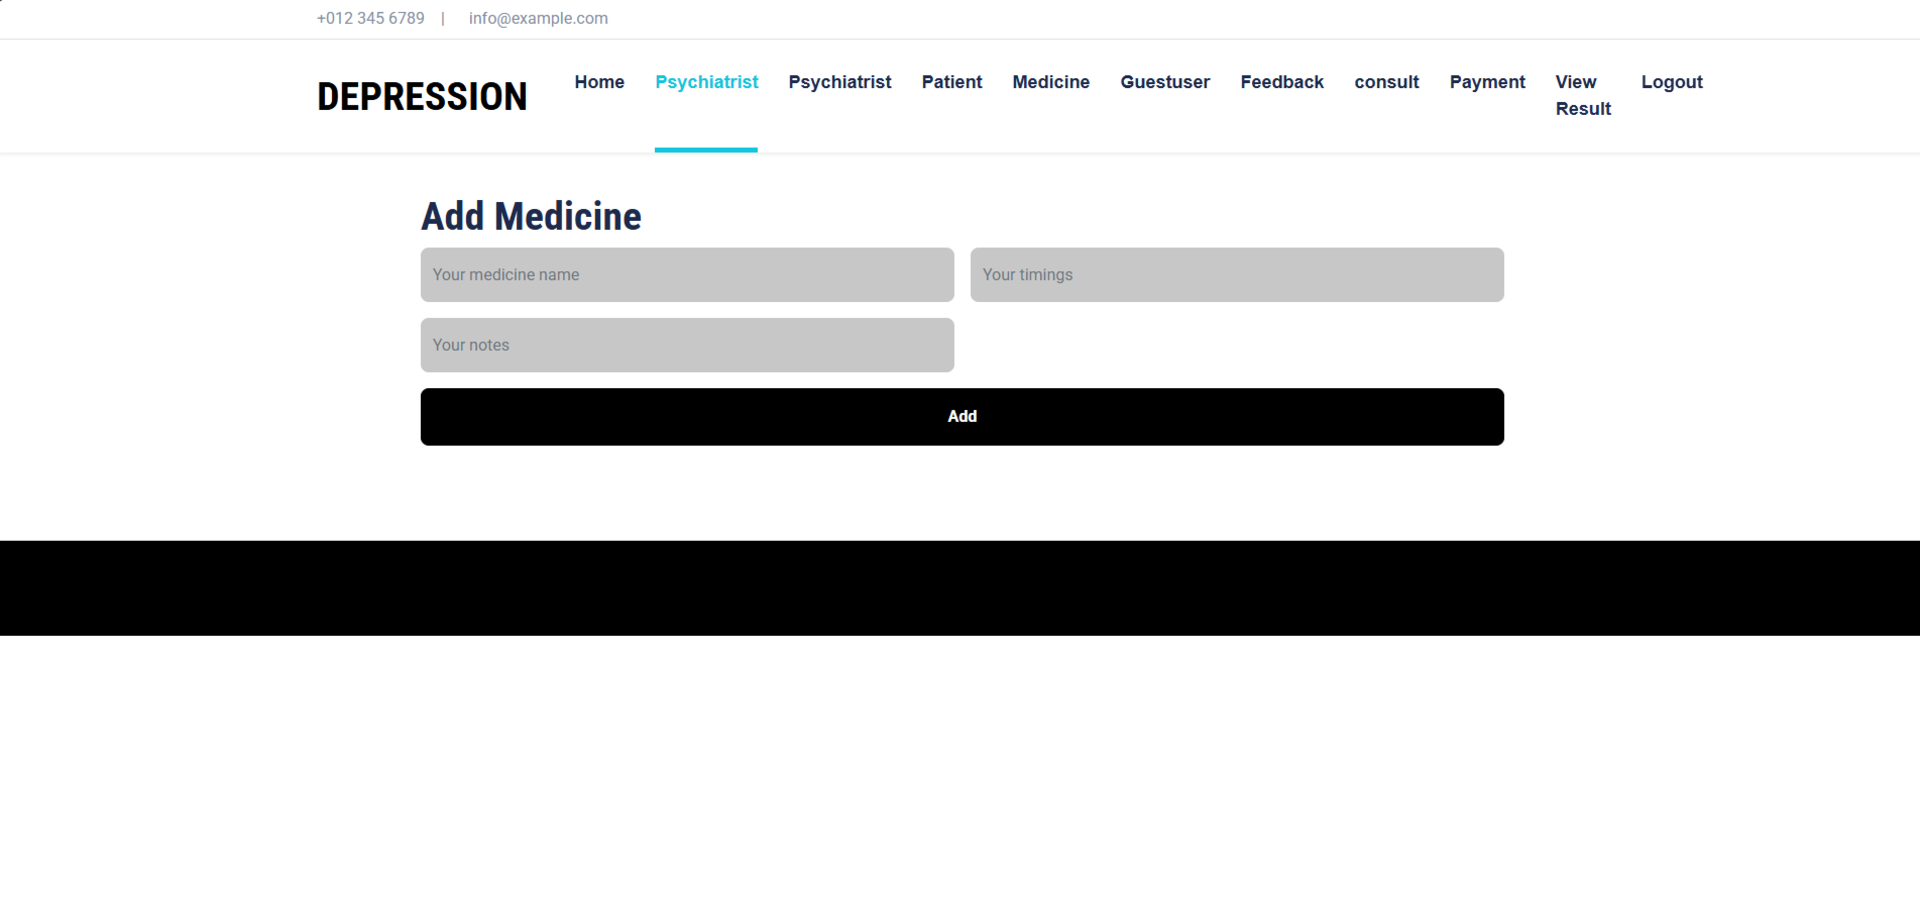 +012 345 6789 | info@example.com
DEPRESSION
Home Psychiatrist Psychiatrist Patient Medicine Guestuser Feedback consult Payment View Result Logout
Add Medicine
Your medicine name Your timings
Your notes
Add